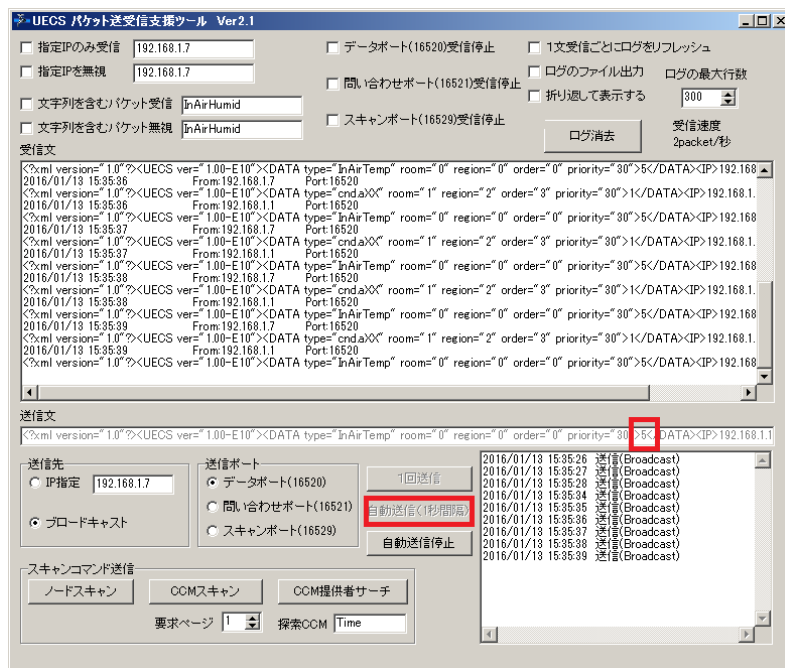 UECS パケット送受信支援ツール Ver2.1
指定IPのみ受信 192.168.1.7
データポート(16520)受信停止
1文受信ごとにログをリフレッシュ
指定IPを無視 192.168.1.7
問い合わせポート(16521)受信停止
ログのファイル出力
ログの最大行数
折り返して表示する
300
文字列を含むパケット受信 InAirHumid
文字列を含むパケット無視 InAirHumid
スキャンポート(16529)受信停止
ログ消去
受信速度
2packet/秒
受信文
<?xml version="1.0"?><UECS ver="1.00-E10"><DATA type="InAirTemp" room="0" region="0" order="0" priority="30">5</DATA><IP>192.168
2016/01/13 15:35:36 From:192.168.1.7 Port:16520
<?xml version="1.0"?><UECS ver="1.00-E10"><DATA type="cnd.aXX" room="1" region="2" order="3" priority="30">1</DATA><IP>192.168.1.
2016/01/13 15:35:36 From:192.168.1.1 Port:16520
<?xml version="1.0"?><UECS ver="1.00-E10"><DATA type="InAirTemp" room="0" region="0" order="0" priority="30">5</DATA><IP>192.168
2016/01/13 15:35:37 From:192.168.1.7 Port:16520
<?xml version="1.0"?><UECS ver="1.00-E10"><DATA type="cnd.aXX" room="1" region="2" order="3" priority="30">1</DATA><IP>192.168.1.
2016/01/13 15:35:37 From:192.168.1.1 Port:16520
<?xml version="1.0"?><UECS ver="1.00-E10"><DATA type="InAirTemp" room="0" region="0" order="0" priority="30">5</DATA><IP>192.168
2016/01/13 15:35:38 From:192.168.1.7 Port:16520
<?xml version="1.0"?><UECS ver="1.00-E10"><DATA type="cnd.aXX" room="1" region="2" order="3" priority="30">1</DATA><IP>192.168.1.
2016/01/13 15:35:38 From:192.168.1.1 Port:16520
<?xml version="1.0"?><UECS ver="1.00-E10"><DATA type="InAirTemp" room="0" region="0" order="0" priority="30">5</DATA><IP>192.168
2016/01/13 15:35:39 From:192.168.1.7 Port:16520
<?xml version="1.0"?><UECS ver="1.00-E10"><DATA type="cnd.aXX" room="1" region="2" order="3" priority="30">1</DATA><IP>192.168.1.
2016/01/13 15:35:39 From:192.168.1.1 Port:16520
<?xml version="1.0"?><UECS ver="1.00-E10"><DATA type="InAirTemp" room="0" region="0" order="0" priority="30">5</DATA><IP>192.168
送信文
<?xml version="1.0"?><UECS ver="1.00-E10"><DATA type="InAirTemp" room="0" region="0" order="0" priority="30">5</DATA><IP>192.168.1.1
送信先
IP指定 192.168.1.7
ブロードキャスト
送信ポート
データポート(16520)
問い合わせポート(16521)
スキャンポート(16529)
1回送信
自動送信(1秒間隔)
自動送信停止
2016/01/13 15:35:26 送信(Broadcast)
2016/01/13 15:35:27 送信(Broadcast)
2016/01/13 15:35:28 送信(Broadcast)
2016/01/13 15:35:34 送信(Broadcast)
2016/01/13 15:35:35 送信(Broadcast)
2016/01/13 15:35:36 送信(Broadcast)
2016/01/13 15:35:37 送信(Broadcast)
2016/01/13 15:35:38 送信(Broadcast)
2016/01/13 15:35:39 送信(Broadcast)
スキャンコマンド送信
ノードスキャン
CCMスキャン
CCM提供者サーチ
要求ページ 1
探索CCM Time